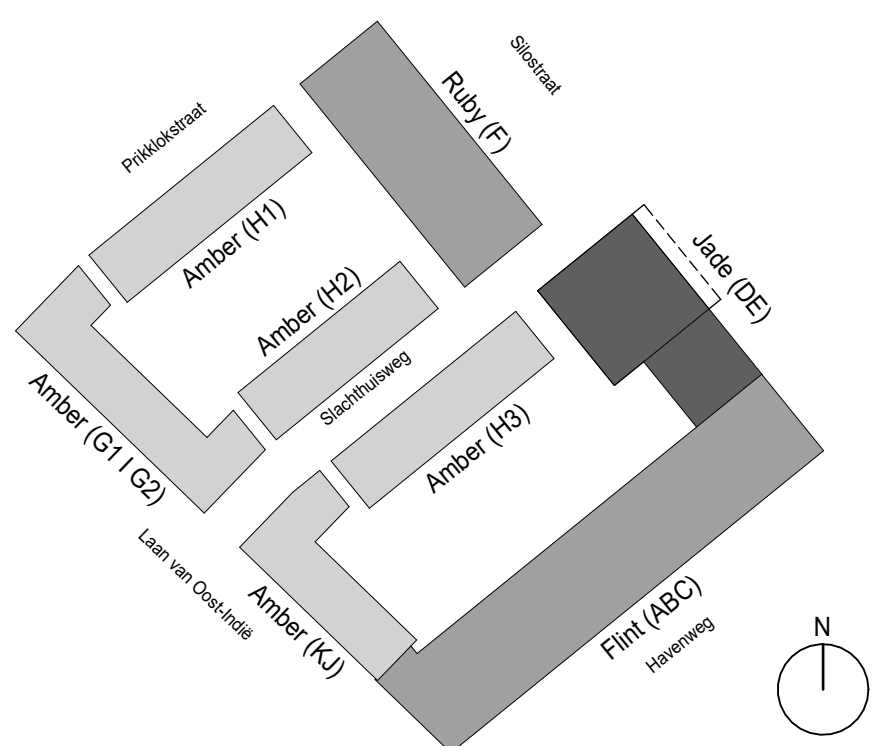 Silostraat
Ruby (F)
Prikklokstraat
Amber (H1)
Jade (DE)
Amber (H2)
Slachthuisweg
Amber (G1 I G2)
Amber (H3)
Laan van Oost-Indië
Amber (KJ)
Flint (ABC)
Havenweg
N